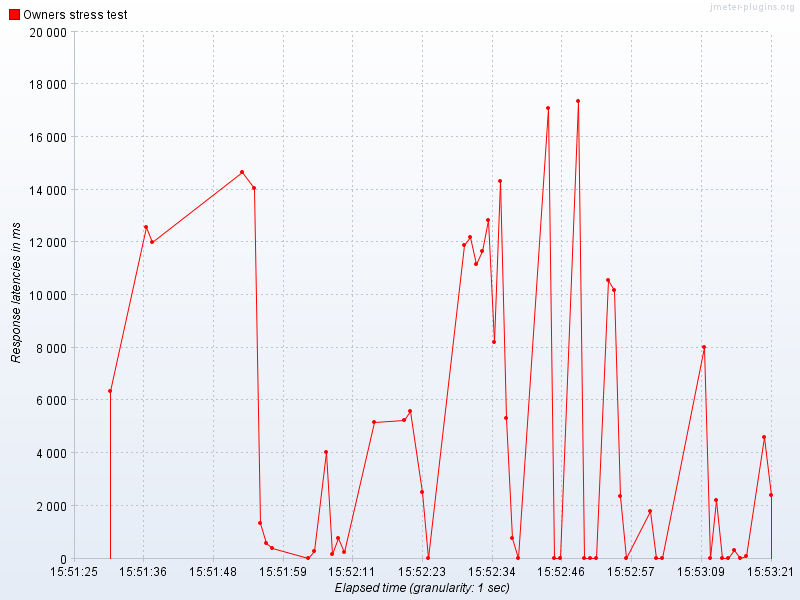 jmeter-plugins.org
Owners stress test
20 000
18 000
16 000
14 000
12 000
10 000
8 000
6 000
4 000
2 000
0
Response latencies in ms
15:51:25 15:51:36 15:51:48 15:51:59 15:52:11 15:52:23 15:52:34 15:52:46 15:52:57 15:53:09 15:53:21
Elapsed time (granularity: 1 sec)